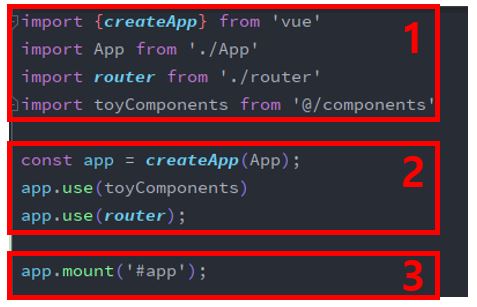 import {createApp} from 'vue'
import App from './App'
import router from './router'
import toyComponents from '@/components'
1
const app = createApp(App);
app.use(toyComponents)
app.use(router);
2
app.mount('#app');
3